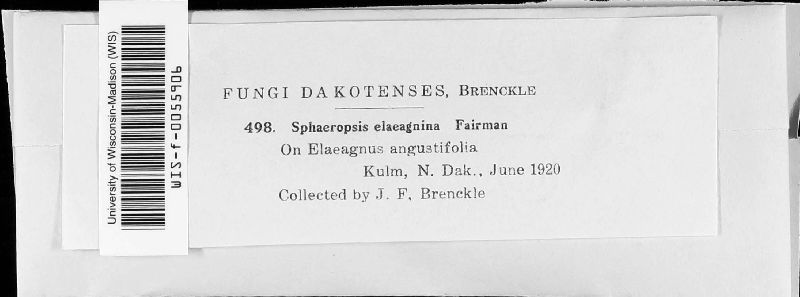 FUNGI DAKOTENSES, BRENCKLE
498. Sphaeropsis elaeagnina Fairman
On Elaeagnus angustifolia
Kulm, N. Dak., June 1920
Collected by J. F, Brenckle
University of Wisconsin-Madison (WIS)
WIS-f-0055906